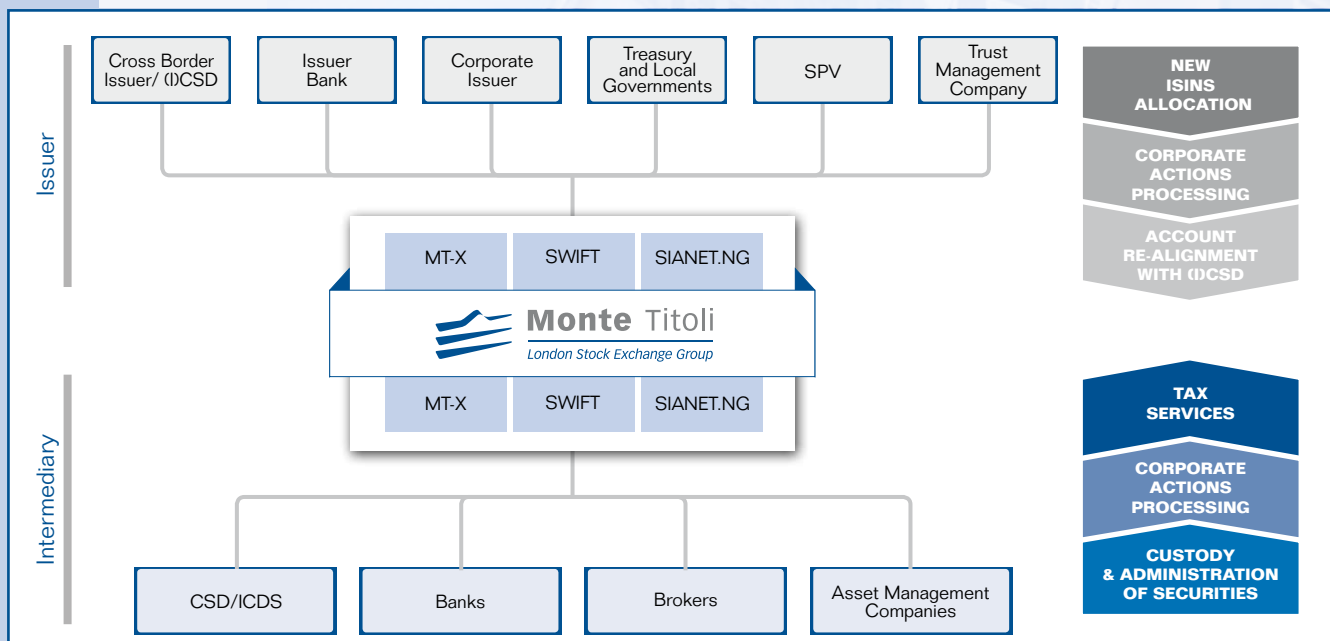 Issuer
Cross Border
Issuer/ (I)CSD
Issuer
Bank
Corporate
Issuer
Treasury
and Local
Governments
SPV
Trust
Management
Company
NEW
ISINS
ALLOCATION
CORPORATE
ACTIONS
PROCESSING
ACCOUNT
RE-ALIGNMENT
WITH (I)CSD
MT-X
SWIFT
SIANET.NG
Monte Titoli
London Stock Exchange Group
MT-X
SWIFT
SIANET.NG
Intermediary
CSD/ICDS
Banks
Brokers
Asset Management
Companies
TAX
SERVICES
CORPORATE
ACTIONS
PROCESSING
CUSTODY
& ADMINISTRATION
OF SECURITIES